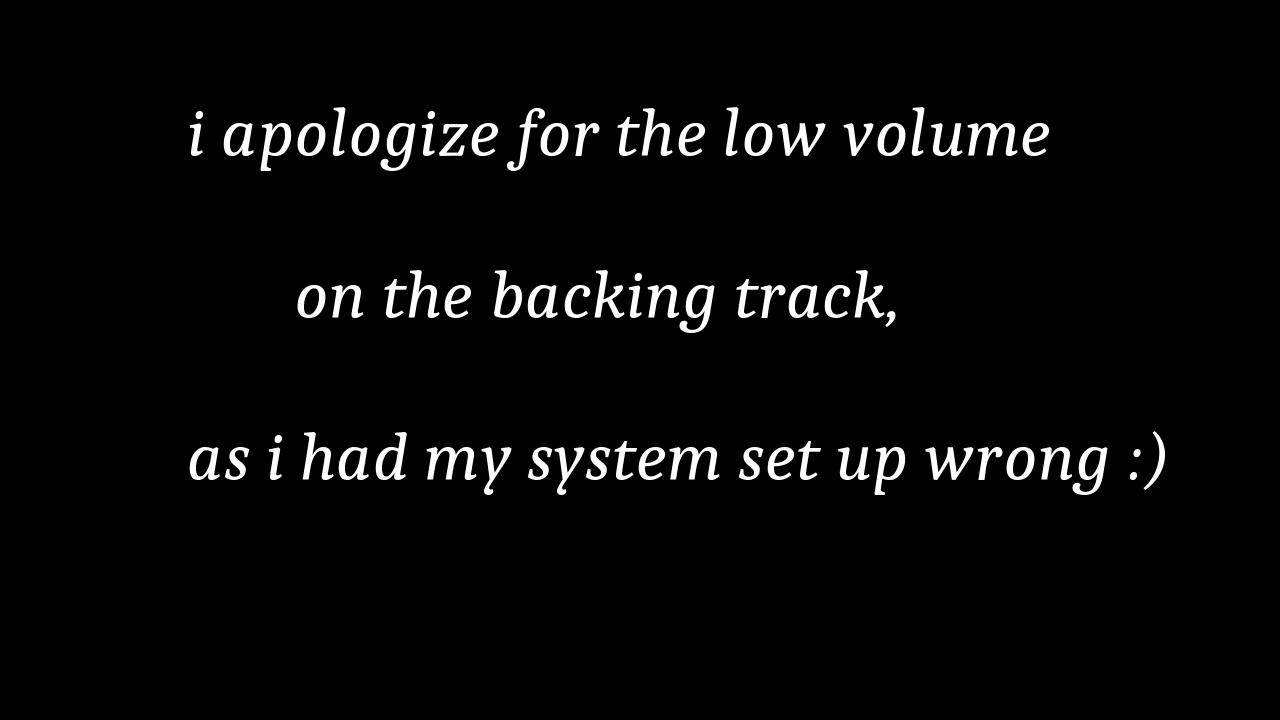 i apologize for the low volume
on the backing track,
as i had my system set up wrong :)